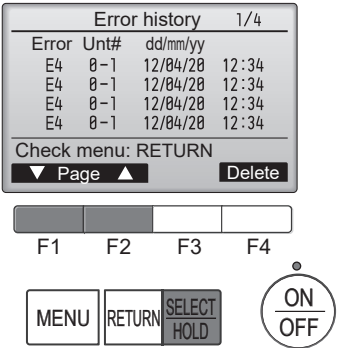 Error history 1/4
Error Unt# dd/mm/yy
E4 0-1 12/04/20 12:34
E4 0-1 12/04/20 12:34
E4 0-1 12/04/20 12:34
E4 0-1 12/04/20 12:34
Check menu: RETURN
▼ Page ▲ Delete
F1 F2 F3 F4
MENU RETURN SELECT
HOLD
ON
OFF